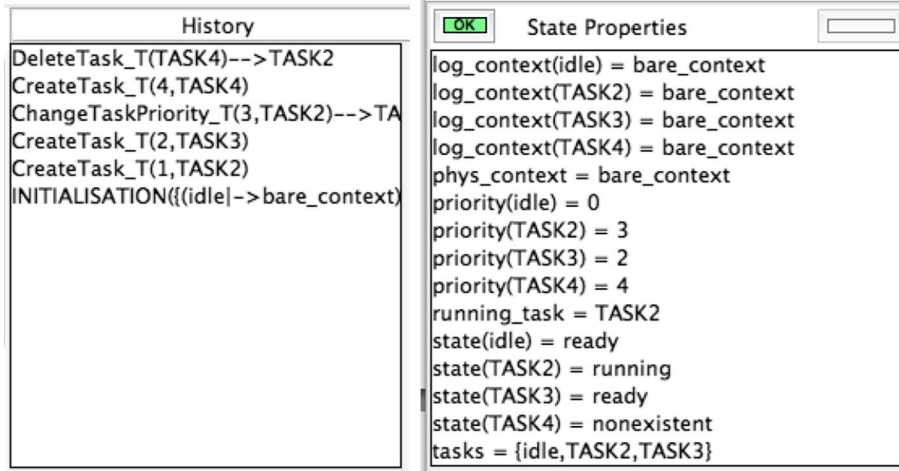 History
DeleteTask_T(TASK4)-->TASK2
CreateTask_T(4,TASK4)
ChangeTaskPriority_T(3,TASK2)-->TA
CreateTask_T(2,TASK3)
CreateTask_T(1,TASK2)
INITIALISATION({(idle|->bare_context)
OK State Properties
log_context(idle) = bare_context
log_context(TASK2) = bare_context
log_context(TASK3) = bare_context
log_context(TASK4) = bare_context
phys_context = bare_context
priority(idle) = 0
priority(TASK2) = 3
priority(TASK3) = 2
priority(TASK4) = 4
running_task = TASK2
state(idle) = ready
state(TASK2) = running
state(TASK3) = ready
state(TASK4) = nonexistent
tasks = {idle,TASK2,TASK3}